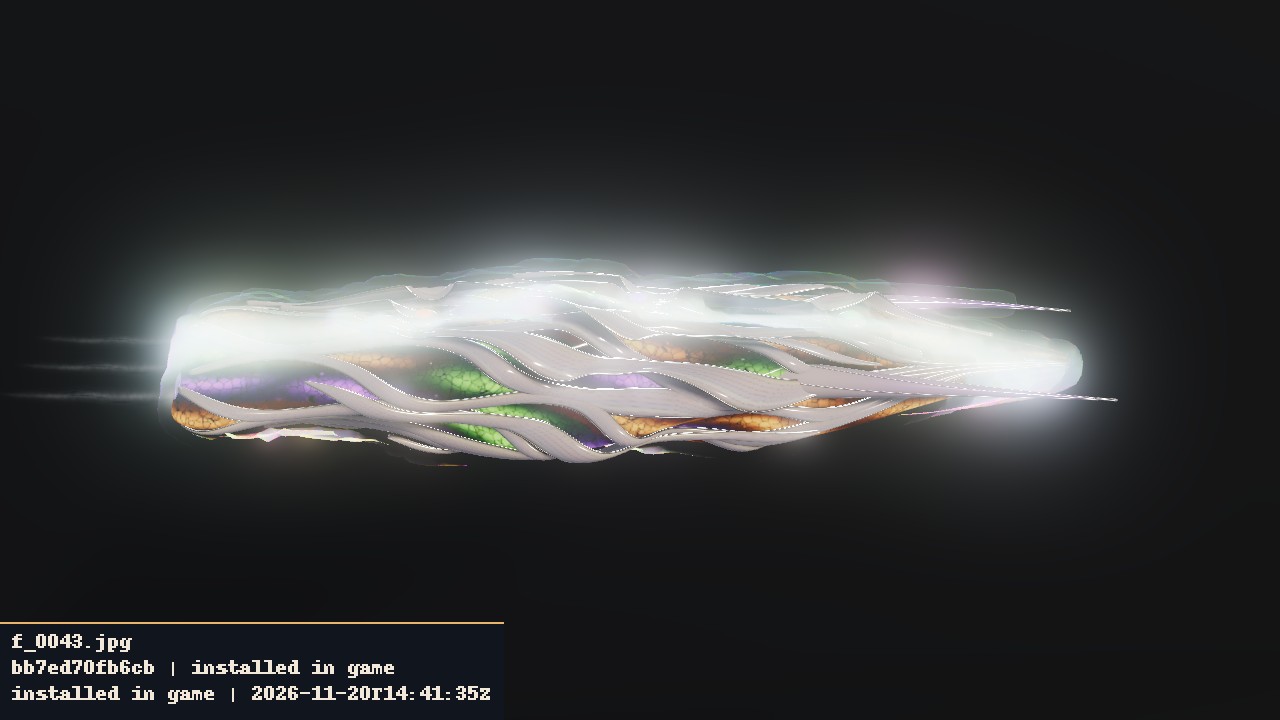 f_0043.jpg
bb7ed70fb6cb | installed in game
installed in game | 2026-11-20T14:41:35Z